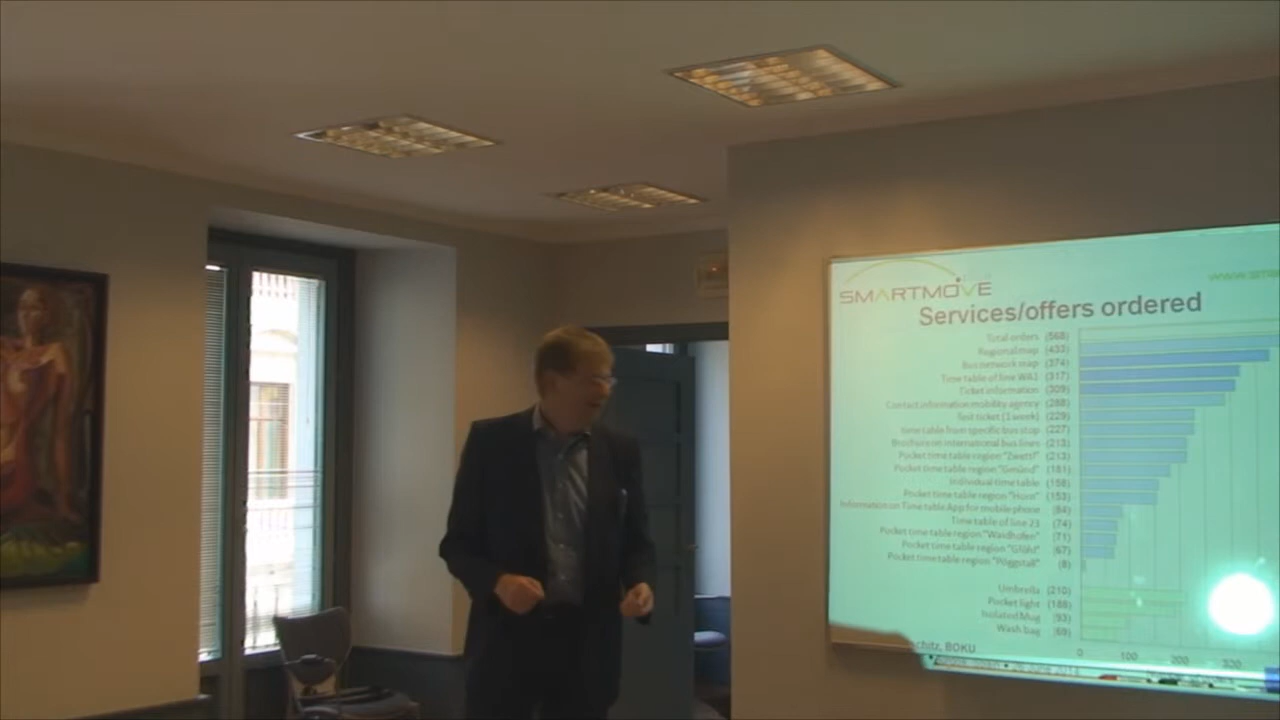 SMARTMOVE
Services/offers ordered
Total orders (568)
Regional map (433)
Bus network map (374)
Time table of line WA1 (317)
Ticket information (309)
Contact information mobility agency (288)
Test ticket (1 week) (229)
time table from specific bus stop (227)
Brochure on international bus lines (213)
Pocket time table region "Zwettl" (213)
Pocket time table region "Gmünd" (181)
Individual time table (158)
Pocket time table region "Horn" (153)
Information on Time table App for mobile phone (84)
Time table of line 23 (74)
Pocket time table region "Waidhofen" (71)
Pocket time table region "Gföhl" (67)
Pocket time table region "Pöggstall" (8)
Umbrella (210)
Pocket light (188)
Isolated Mug (93)
Wash bag (69)
0 100 200 300
BOKU